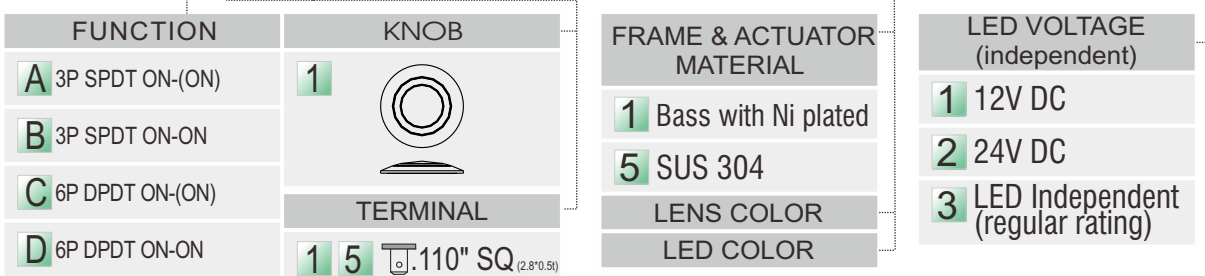 FUNCTION
A 3P SPDT ON-(ON)
B 3P SPDT ON-ON
C 6P DPDT ON-(ON)
D 6P DPDT ON-ON
KNOB
1
TERMINAL
1 5 .110" SQ (2.8*0.5t)
FRAME & ACTUATOR
MATERIAL
1 Bass with Ni plated
5 SUS 304
LENS COLOR
LED COLOR
LED VOLTAGE
(independent)
1 12V DC
2 24V DC
3 LED Independent
(regular rating)